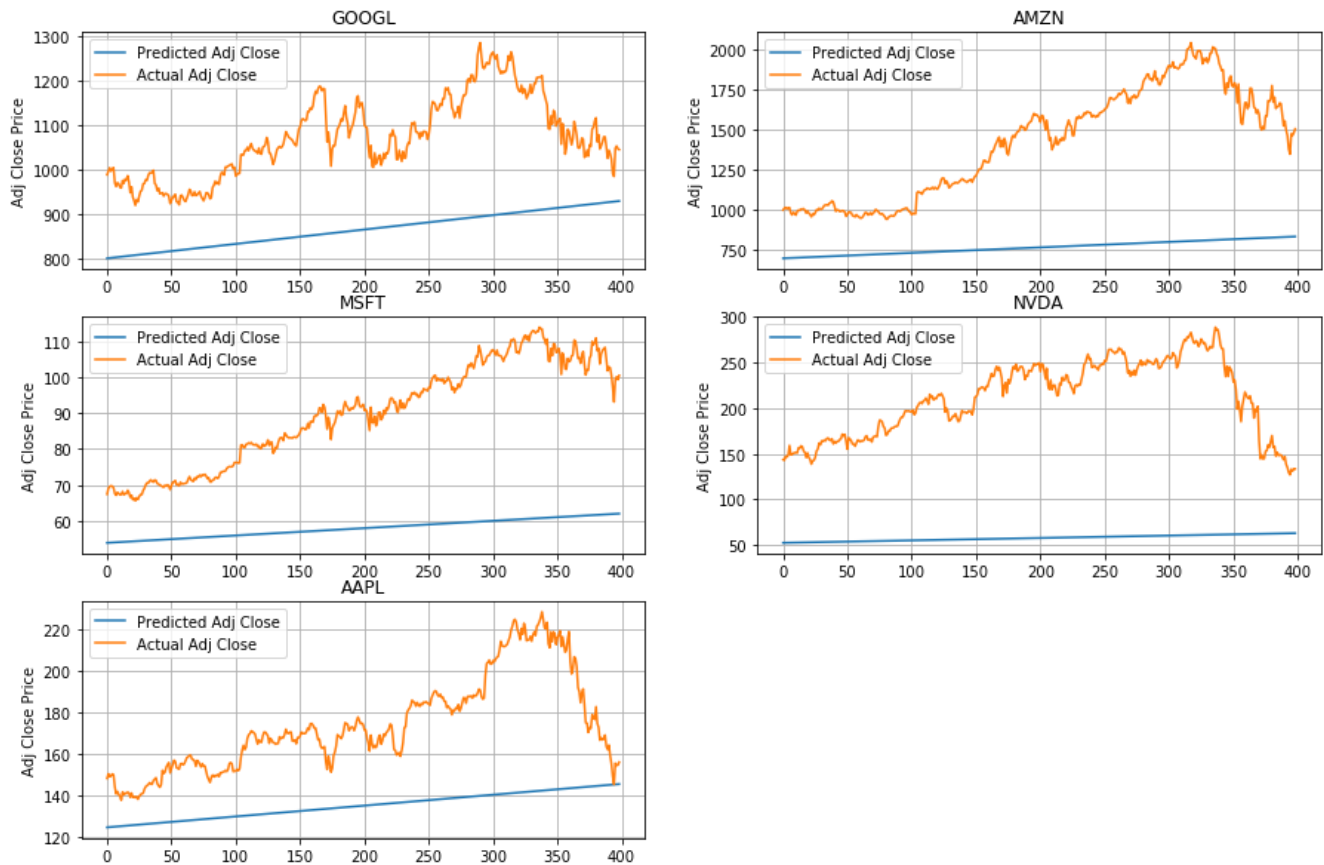 GOOGL
Predicted Adj Close
Actual Adj Close
Adj Close Price
1300
1200
1100
1000
900
800
0 50 100 150 200 250 300 350 400
AMZN
Predicted Adj Close
Actual Adj Close
Adj Close Price
2000
1750
1500
1250
1000
750
0 50 100 150 200 250 300 350 400
MSFT
Predicted Adj Close
Actual Adj Close
Adj Close Price
110
100
90
80
70
60
0 50 100 150 200 250 300 350 400
NVDA
Predicted Adj Close
Actual Adj Close
Adj Close Price
300
250
200
150
100
50
0 50 100 150 200 250 300 350 400
AAPL
Predicted Adj Close
Actual Adj Close
Adj Close Price
220
200
180
160
140
120
0 50 100 150 200 250 300 350 400